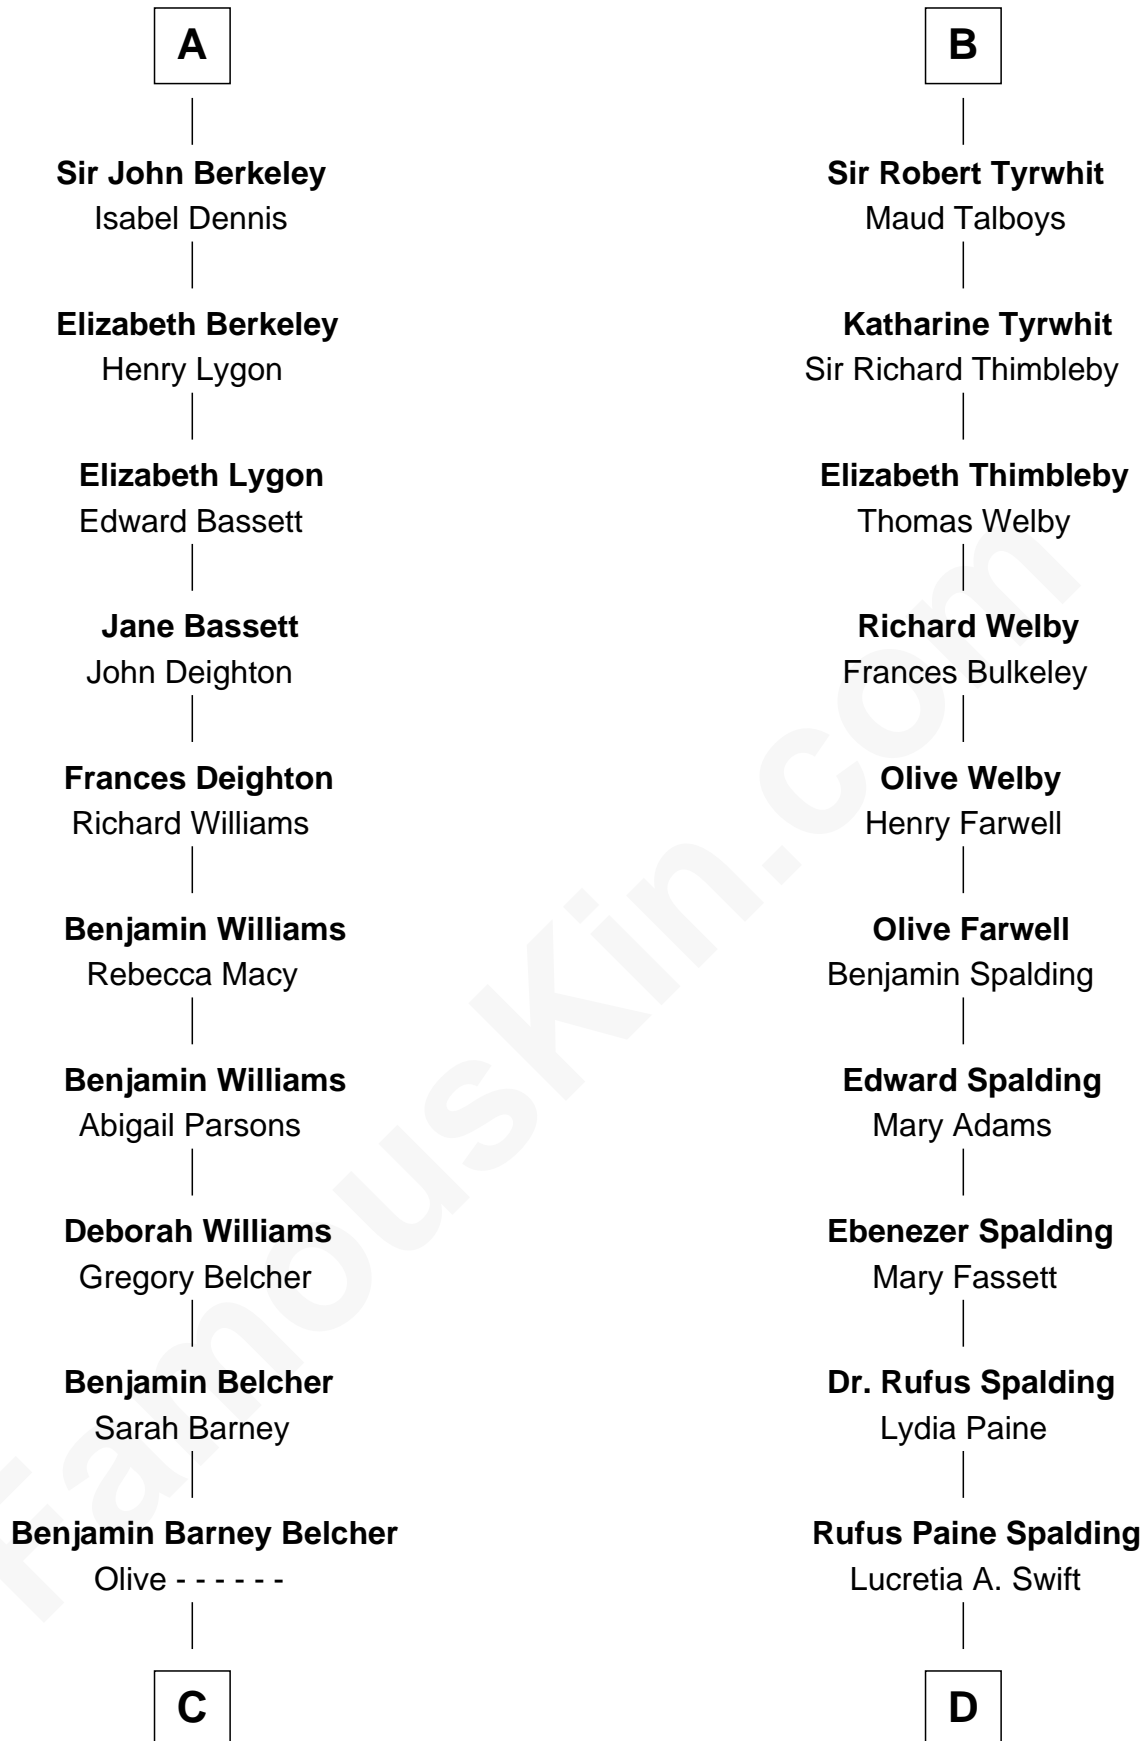 A
Sir John Berkeley
Isabel Dennis
Elizabeth Berkeley
Henry Lygon
Elizabeth Lygon
Edward Bassett
Jane Bassett
John Deighton
Frances Deighton
Richard Williams
Benjamin Williams
Rebecca Macy
Benjamin Williams
Abigail Parsons
Deborah Williams
Gregory Belcher
Benjamin Belcher
Sarah Barney
Benjamin Barney Belcher
Olive - - - - - -
C
B
Sir Robert Tyrwhit
Maud Talboys
Katharine Tyrwhit
Sir Richard Thimbleby
Elizabeth Thimbleby
Thomas Welby
Richard Welby
Frances Bulkeley
Olive Welby
Henry Farwell
Olive Farwell
Benjamin Spalding
Edward Spalding
Mary Adams
Ebenezer Spalding
Mary Fassett
Dr. Rufus Spalding
Lydia Paine
Rufus Paine Spalding
Lucretia A. Swift
D
FamousKin.com